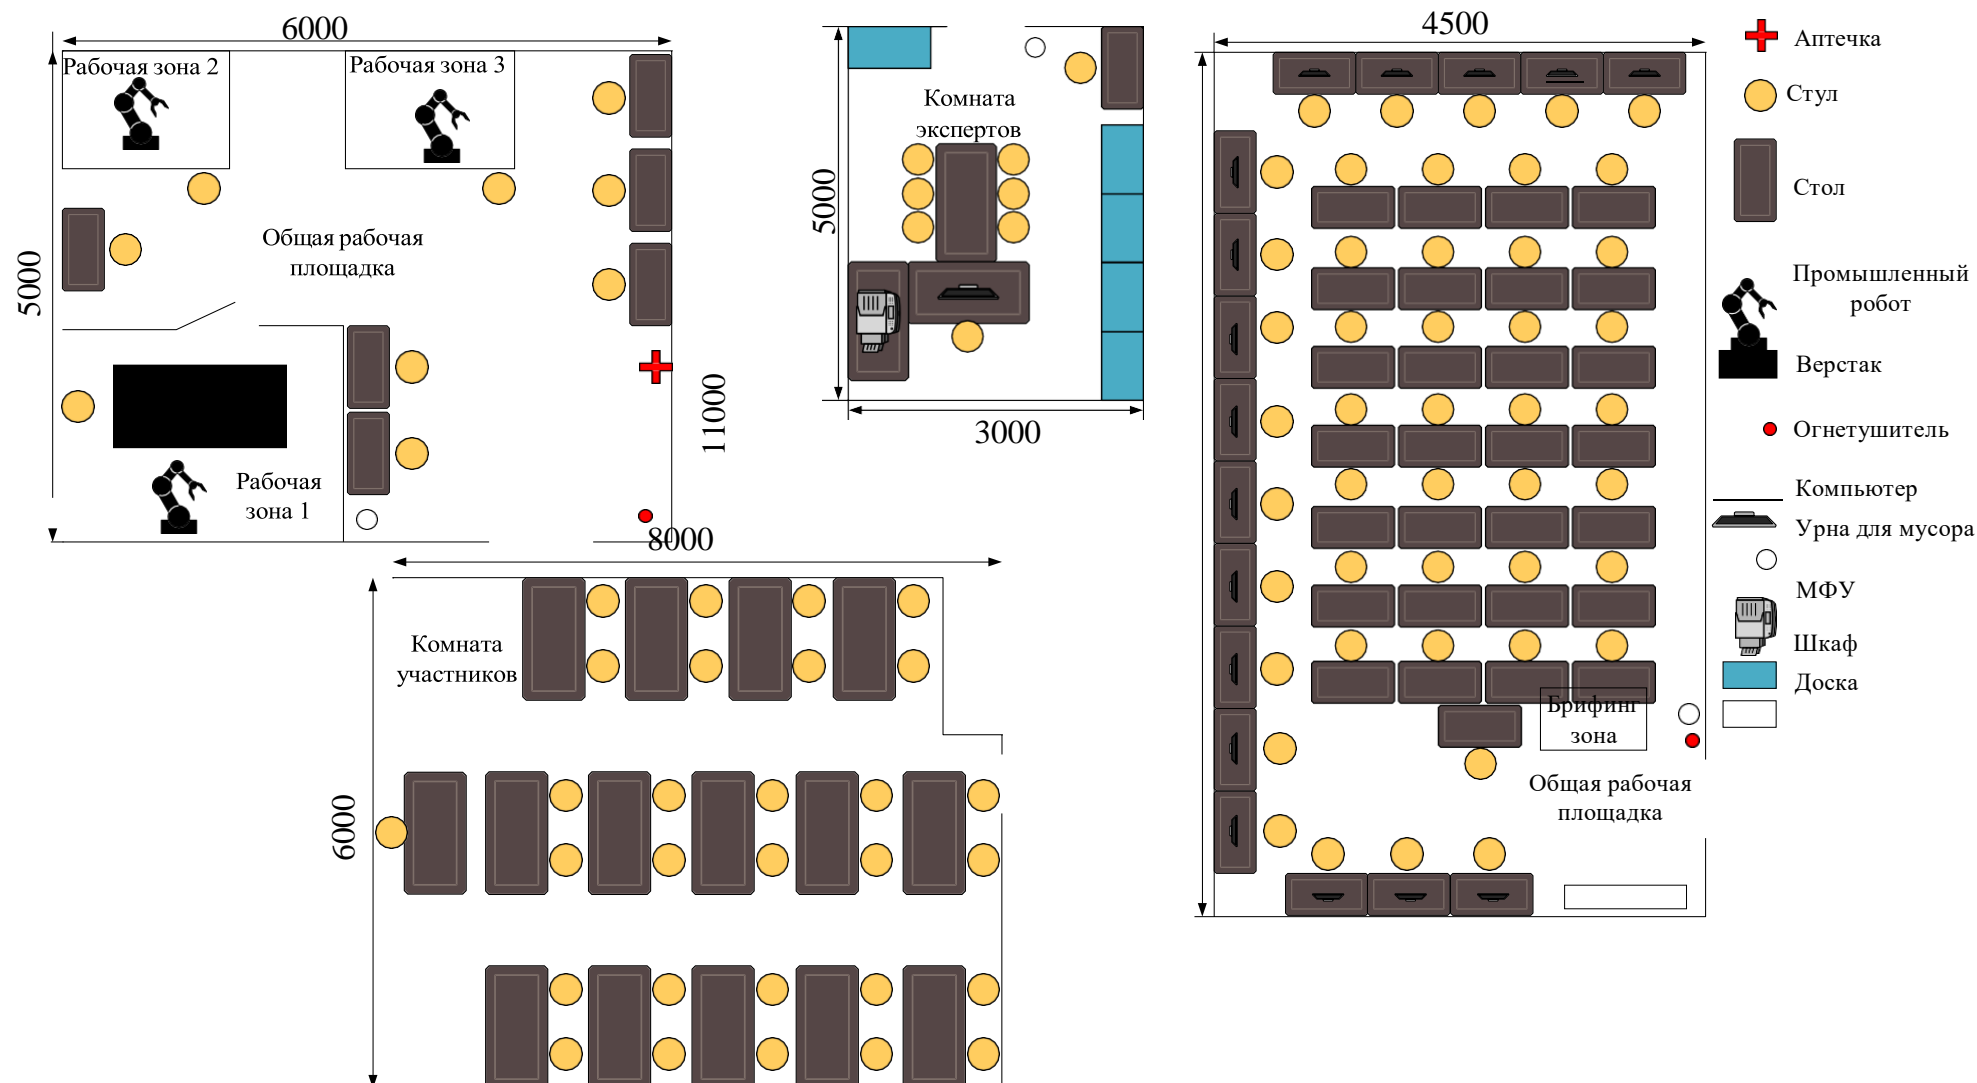 6000
Рабочая зона 2
Рабочая зона 3
Общая рабочая
площадка
5000
Рабочая
зона 1
11000
Комната
экспертов
5000
3000
8000
Комната
участников
6000
4500
Брифинг
зона
Общая рабочая
площадка
Аптечка
Стул
Стол
Промышленный
робот
Верстак
Огнетушитель
Компьютер
Урна для мусора
МФУ
Шкаф
Доска